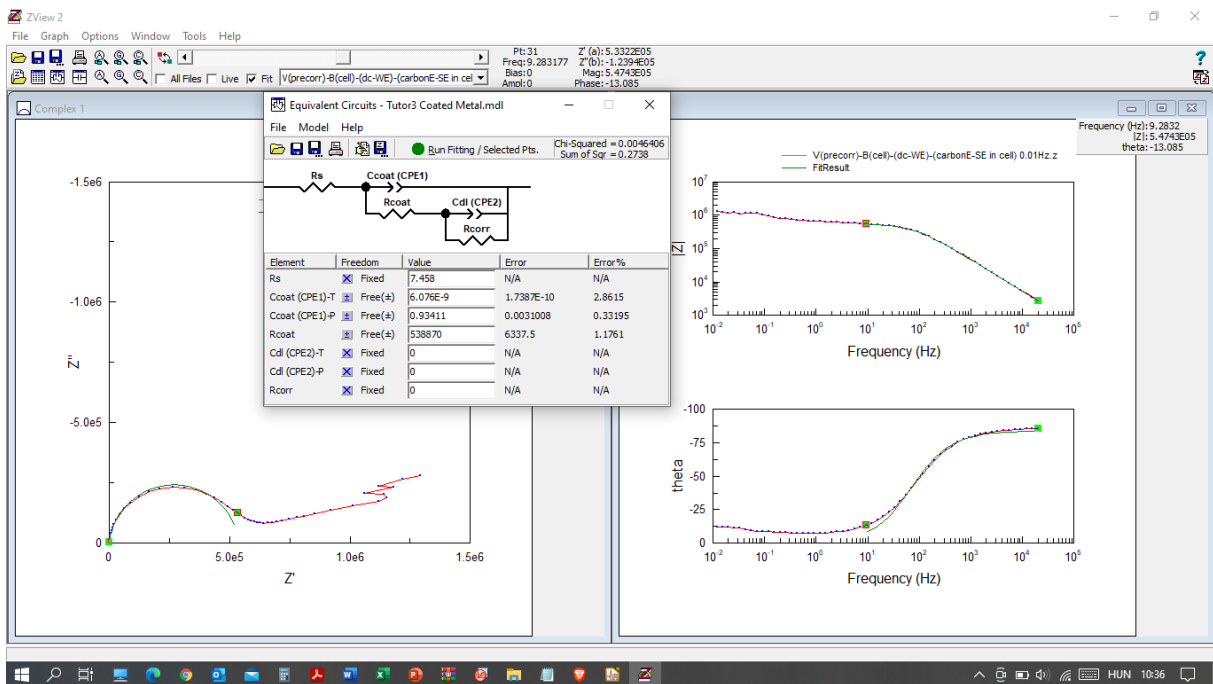 ZView 2
File Graph Options Window Tools Help
All Files Live Fit V(precorr)-B(cell)-(dc-WE)-(carbonE-SE in cel
Pt:31 Z' (a):5.3322E05
Freq:9.283177 Z"(b):-1.2394E05
Bias:0 Mag:5.4743E05
Ampl:0 Phase:-13.085
Complex 1
Equivalent Circuits - Tutor3 Coated Metal.mdl
File Model Help
Run Fitting / Selected Pts.
Chi-Squared = 0.0046406
Sum of Sqr = 0.2738
Rs Ccoat (CPE1)
Rcoat Cdl (CPE2)
Rcorr
Element Freedom Value Error Error%
Rs Fixed 7.458 N/A N/A
Ccoat (CPE1)-T Free(±) 6.076E-9 1.7387E-10 2.8615
Ccoat (CPE1)-P Free(±) 0.93411 0.0031008 0.33195
Rcoat Free(±) 538870 6337.5 1.1761
Cdl (CPE2)-T Fixed 0 N/A N/A
Cdl (CPE2)-P Fixed 0 N/A N/A
Rcorr Fixed 0 N/A N/A
-1.5e6
-1.0e6
-5.0e5
0
Z''
0 5.0e5 1.0e6 1.5e6
Z'
Frequency (Hz):9.2832
|Z|:5.4743E05
theta:-13.085
V(precorr)-B(cell)-(dc-WE)-(carbonE-SE in cell) 0.01Hz.z
FitResult
10^7
10^6
10^5
10^4
10^3
|Z|
10^-2 10^-1 10^0 10^1 10^2 10^3 10^4 10^5
Frequency (Hz)
-100
-75
-50
-25
0
theta
10^-2 10^-1 10^0 10^1 10^2 10^3 10^4 10^5
Frequency (Hz)
HUN 10:36